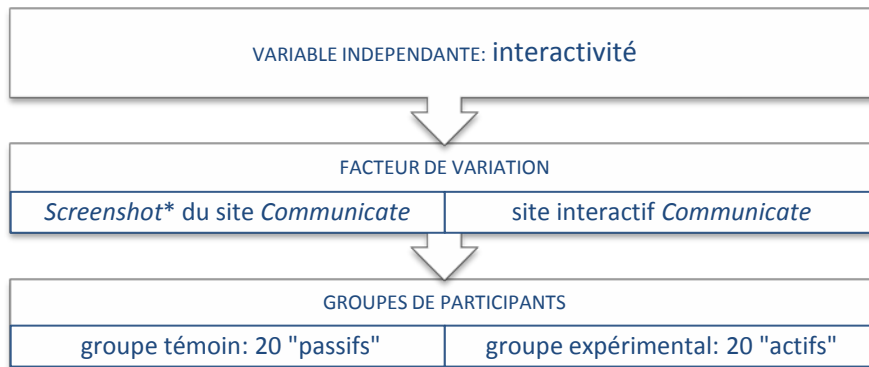 VARIABLE INDEPENDANTE: interactivité
FACTEUR DE VARIATION
Screenshot* du site Communicate
site interactif Communicate
GROUPES DE PARTICIPANTS
groupe témoin: 20 "passifs"
groupe expérimental: 20 "actifs"